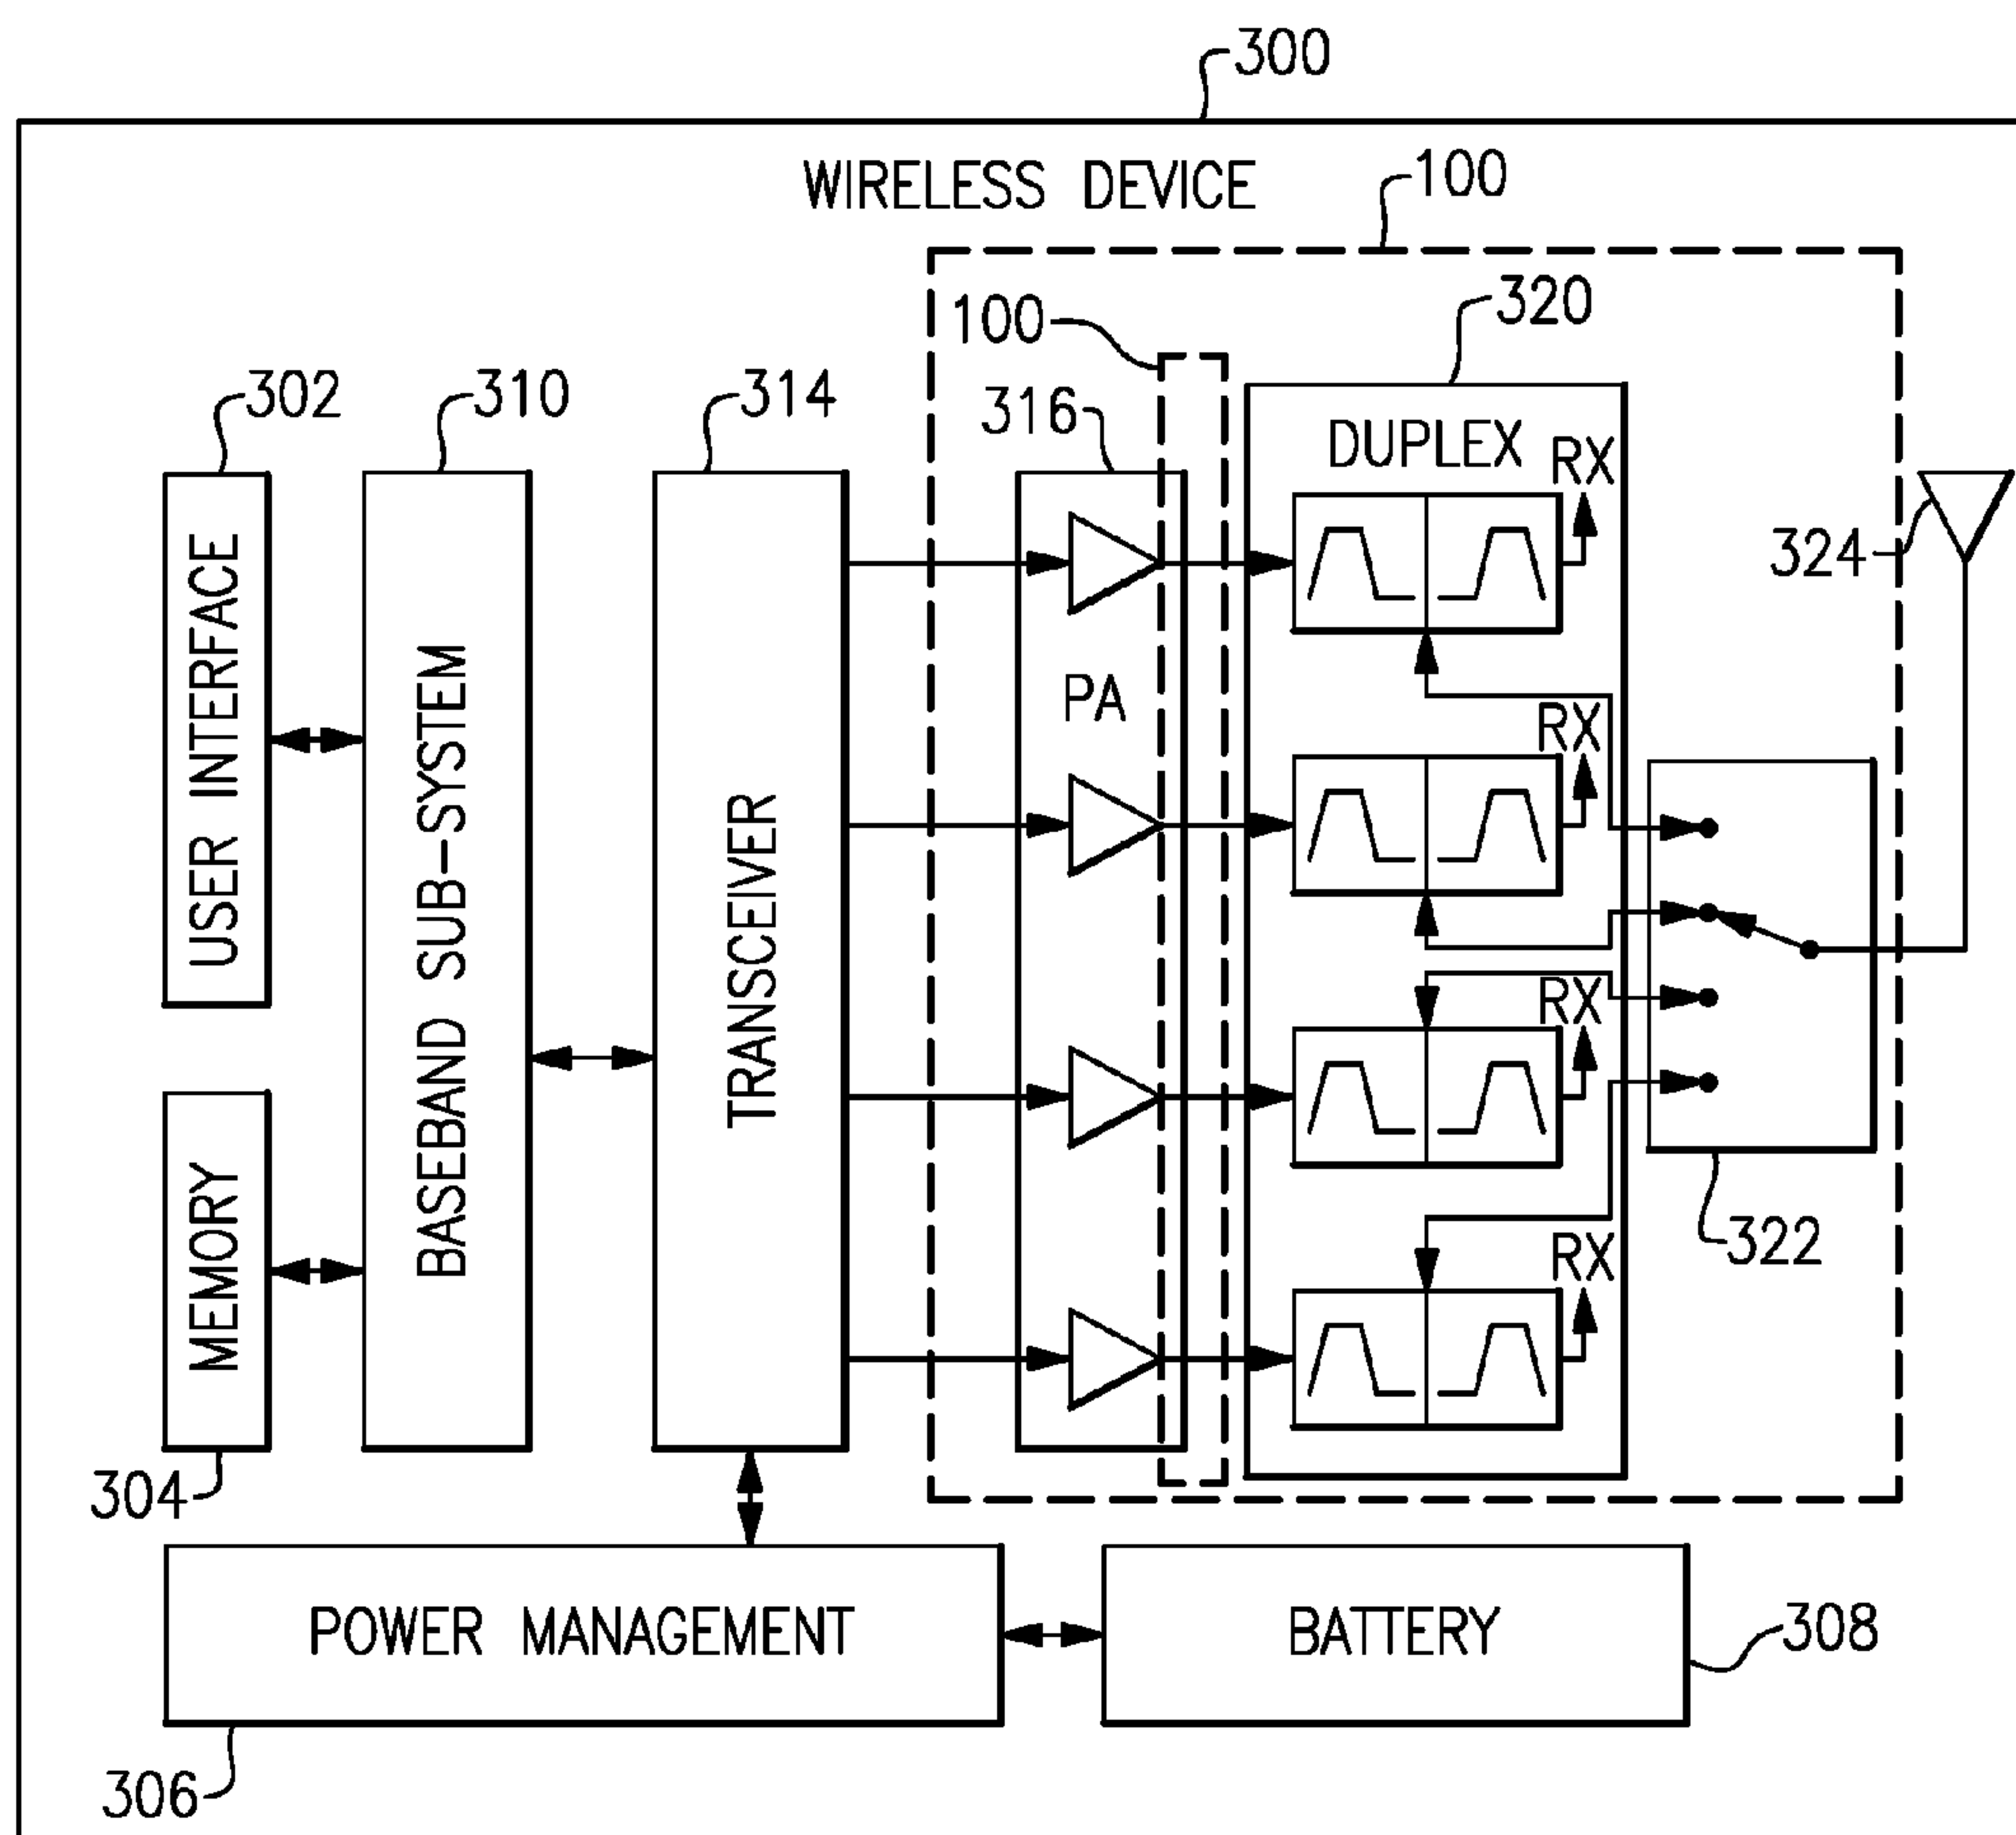 300
WIRELESS DEVICE
100
100
320
302
310
314
316
DUPLEX
RX
324
USER INTERFACE
BASEBAND SUB-SYSTEM
TRANSCEIVER
PA
RX
RX
MEMORY
RX
322
304
POWER MANAGEMENT
BATTERY
308
306